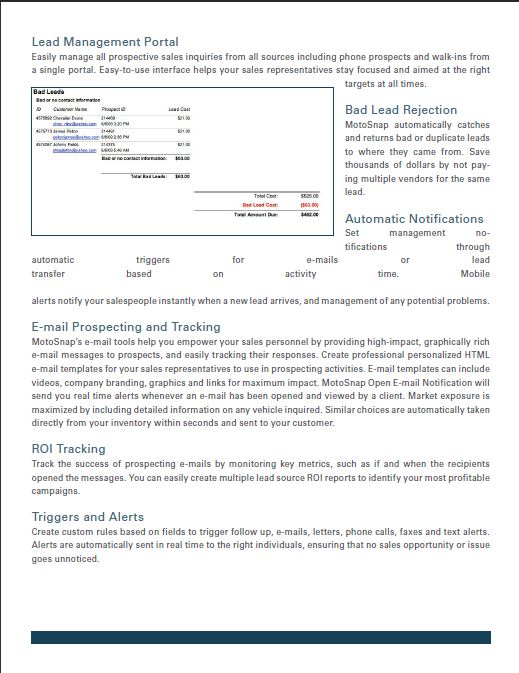 Lead Management Portal
Easily manage all prospective sales inquiries from all sources including phone prospects and walk-ins from
a single portal. Easy-to-use interface helps your sales representatives stay focused and aimed at the right
targets at all times.
Bad Leads
Bad or no contact information
ID Customer Name Prospect ID Lead Cost
Chevalier Evans $21.00
James Paton $21.00
Johnny Fields $21.00
Bad or no contact information: $63.00
Total Bad Leads: $63.00
Total Cost: $525.00
Bad Lead Cost: ($63.00)
Total Amount Due: $462.00
Bad Lead Rejection
MotoSnap automatically catches
and returns bad or duplicate leads
to where they came from. Save
thousands of dollars by not pay-
ing multiple vendors for the same
lead.
Automatic Notifications
Set management no-
tifications through
automatic triggers for e-mails or lead
transfer based on activity time. Mobile
alerts notify your salespeople instantly when a new lead arrives, and management of any potential problems.
E-mail Prospecting and Tracking
MotoSnap's e-mail tools help you empower your sales personnel by providing high-impact, graphically rich
e-mail messages to prospects, and easily tracking their responses. Create professional personalized HTML
e-mail templates for your sales representatives to use in prospecting activities. E-mail templates can include
videos, company branding, graphics and links for maximum impact. MotoSnap Open E-mail Notification will
send you real time alerts whenever an e-mail has been opened and viewed by a client. Market exposure is
maximized by including detailed information on any vehicle inquired. Similar choices are automatically taken
directly from your inventory within seconds and sent to your customer.
ROI Tracking
Track the success of prospecting e-mails by monitoring key metrics, such as if and when the recipients
opened the messages. You can easily create multiple lead source ROI reports to identify your most profitable
campaigns.
Triggers and Alerts
Create custom rules based on fields to trigger follow up, e-mails, letters, phone calls, faxes and text alerts.
Alerts are automatically sent in real time to the right individuals, ensuring that no sales opportunity or issue
goes unnoticed.